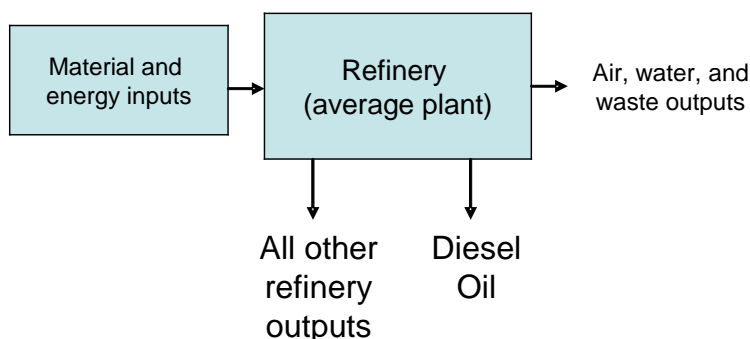 Material and
energy inputs
Refinery
(average plant)
Air, water, and
waste outputs
All other
refinery
outputs
Diesel
Oil